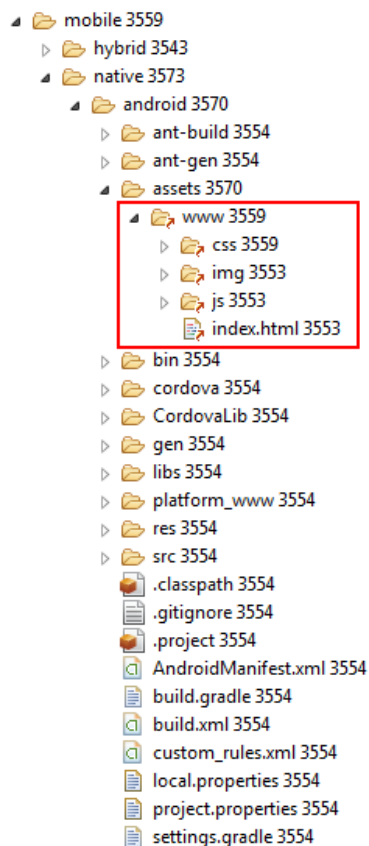 mobile 3559
hybrid 3543
native 3573
android 3570
ant-build 3554
ant-gen 3554
assets 3570
www 3559
css 3559
img 3553
js 3553
index.html 3553
bin 3554
cordova 3554
CordovaLib 3554
gen 3554
libs 3554
platform_www 3554
res 3554
src 3554
.classpath 3554
.gitignore 3554
.project 3554
AndroidManifest.xml 3554
build.gradle 3554
build.xml 3554
custom_rules.xml 3554
local.properties 3554
project.properties 3554
settings.gradle 3554